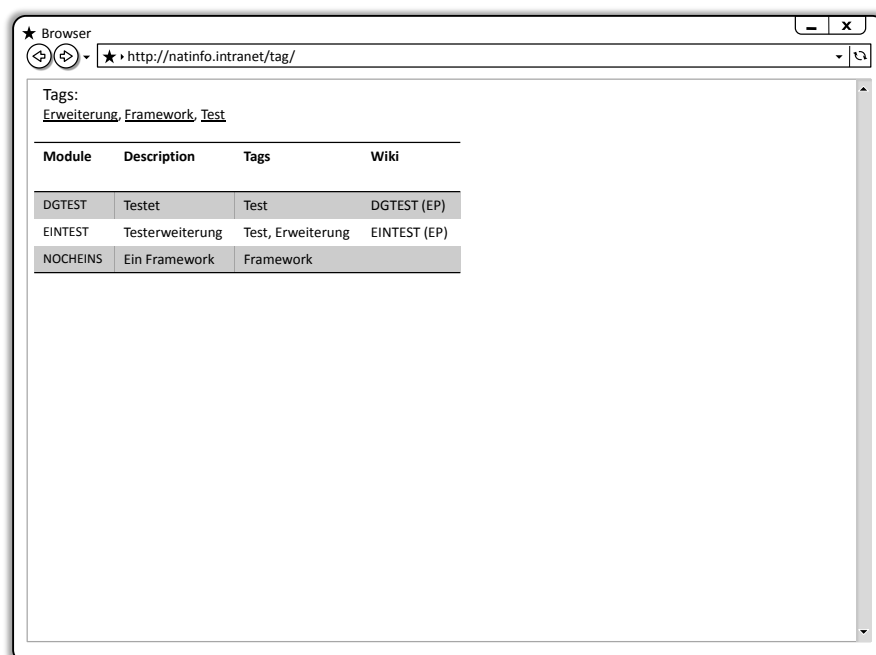 Browser
http://natinfo.intranet/tag/
Tags:
Erweiterung, Framework, Test
Module Description Tags Wiki
DGTEST Testet Test DGTEST (EP)
EINTEST Testerweiterung Test, Erweiterung EINTEST (EP)
NOCHEINS Ein Framework Framework